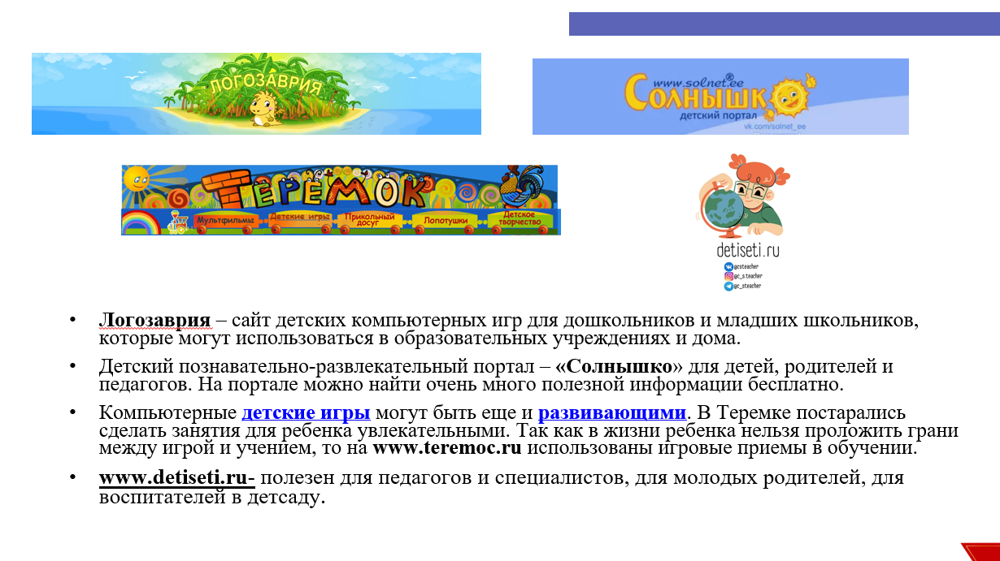 ЛОГОЗАВРИЯ
www.solnet.ee
Солнышко
детский портал
vk.com/solnet_ee
ТЕРЕМОК
Мультфильмы
Детские игры
Прикольный
досуг
Лопотушки
Детское
творчество
detiseti.ru
gcsteacher
gc_s.teacher
gc_steacher
• Логозаврия – сайт детских компьютерных игр для дошкольников и младших школьников,
которые могут использоваться в образовательных учреждениях и дома.
• Детский познавательно-развлекательный портал – «Солнышко» для детей, родителей и
педагогов. На портале можно найти очень много полезной информации бесплатно.
• Компьютерные детские игры могут быть еще и развивающими. В Теремке постарались
сделать занятия для ребенка увлекательными. Так как в жизни ребенка нельзя проложить грани
между игрой и учением, то на www.teremoc.ru использованы игровые приемы в обучении.
• www.detiseti.ru- полезен для педагогов и специалистов, для молодых родителей, для
воспитателей в детсаду.